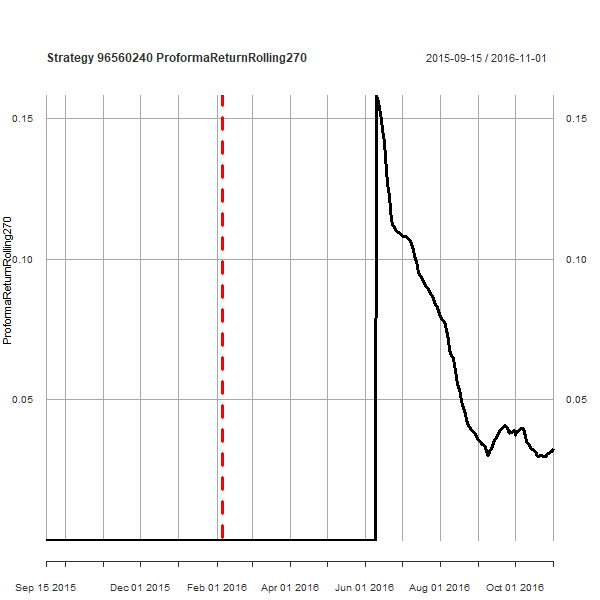 Strategy 96560240 ProformaReturnRolling270
2015-09-15 / 2016-11-01
0.15
0.15
0.10
0.10
0.05
0.05
ProformaReturnRolling270
Sep 15 2015
Dec 01 2015
Feb 01 2016
Apr 01 2016
Jun 01 2016
Aug 01 2016
Oct 01 2016